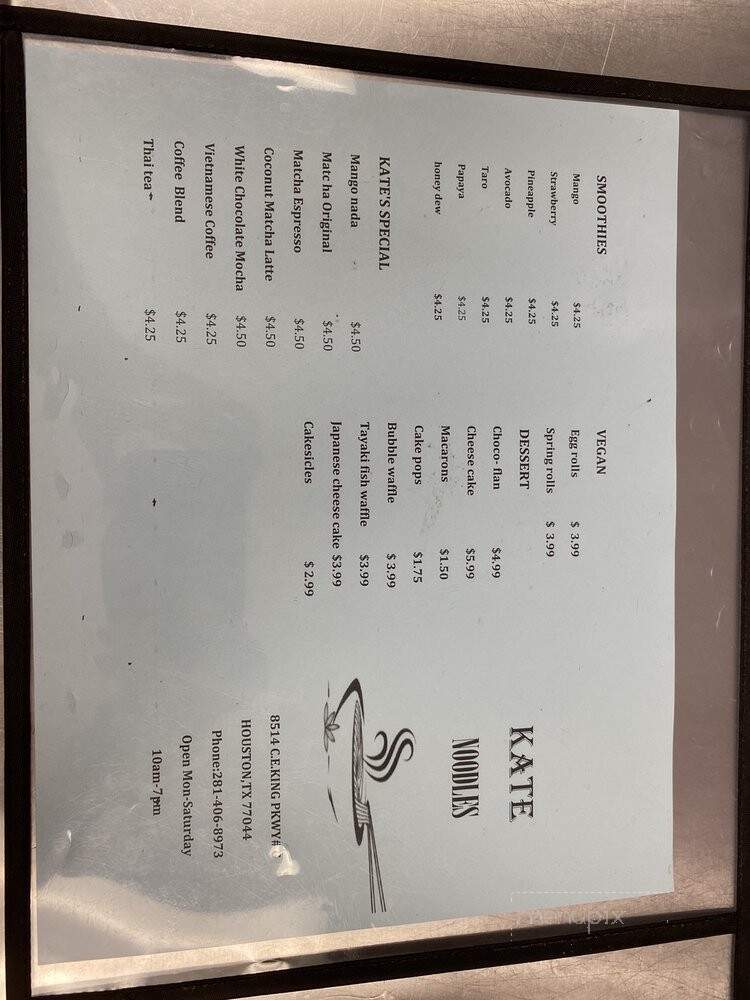 SMOOTHIES
Mango $4.25
Strawberry $4.25
Pineapple $4.25
Avocado $4.25
Taro $4.25
Papaya $4.25
honey dew $4.25
KATE'S SPECIAL
Mango nada $4.50
Matc ha Original $4.50
Matcha Espresso $4.50
Coconut Matcha Latte $4.50
White Chocolate Mocha $4.50
Vietnamese Coffee $4.25
Coffee Blend $4.25
Thai tea $4.25
VEGAN
Egg rolls $ 3.99
Spring rolls $ 3.99
DESSERT
Choco- flan $4.99
Cheese cake $5.99
Macarons $1.50
Cake pops $1.75
Bubble waffle $ 3.99
Tayaki fish waffle $3.99
Japanese cheese cake $3.99
Cakesicles $ 2.99
KATE
NOODLES
8514 C.E.KING PKWY#
HOUSTON,TX 77044
Phone:281-406-8973
Open Mon-Saturday
10am-7pm
menupix